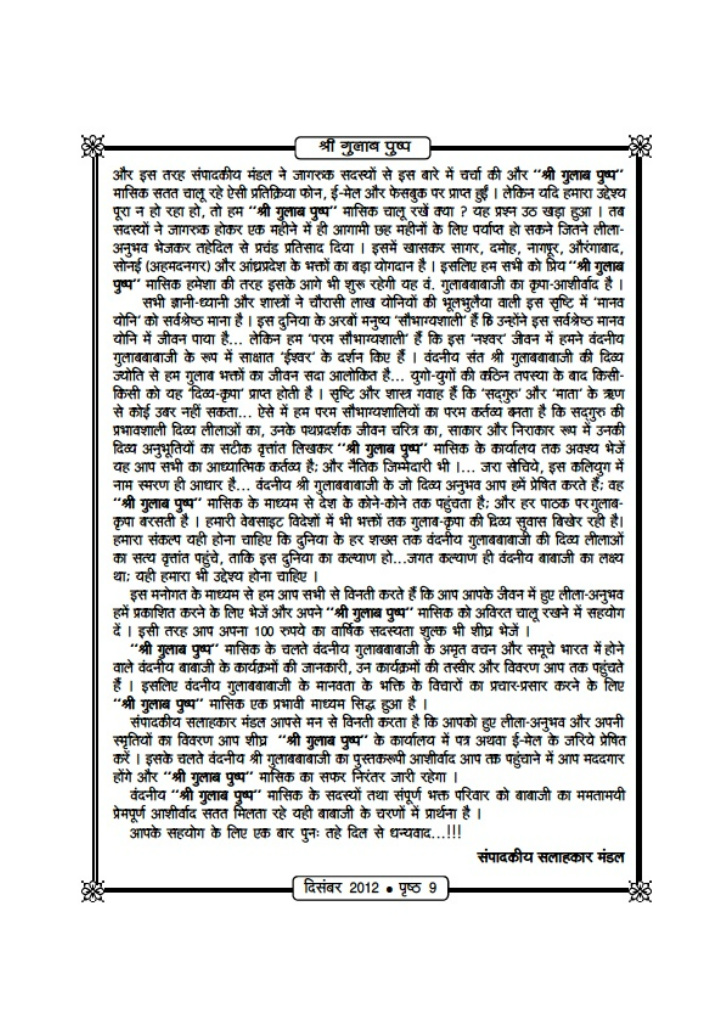 श्री गुलाब पुष्प
और इस तरह संपादकीय मंडल ने जागरुक सदस्यों से इस बारे में चर्चा की और “श्री गुलाब पुष्प”
मासिक सतत चालू रहे ऐसी प्रतिक्रिया फोन, ई-मेल और फेसबुक पर प्राप्त हुईं । लेकिन यदि हमारा उद्देश्य
पूरा न हो रहा हो, तो हम “श्री गुलाब पुष्प” मासिक चालू रखें क्या ? यह प्रश्न उठ खड़ा हुआ । तब
सदस्यों ने जागरुक होकर एक महीने में ही आगामी छह महीनों के लिए पर्याप्त हो सकने जितने लीला-
अनुभव भेजकर तहेदिल से प्रचंड प्रतिसाद दिया । इसमें खासकर सागर, दमोह, नागपूर, औरंगाबाद,
सोनई (अहमदनगर) और आंध्रप्रदेश के भक्तों का बड़ा योगदान है । इसलिए हम सभी को प्रिय “श्री गुलाब
पुष्प” मासिक हमेशा की तरह इसके आगे भी शुरू रहेगी यह वं. गुलाबबाबाजी का कृपा-आशीर्वाद है ।
सभी ज्ञानी-ध्यानी और शास्त्रों ने चौरासी लाख योनियों की भूलभुलैया वाली इस सृष्टि में ‘मानव
योनि’ को सर्वश्रेष्ठ माना है । इस दुनिया के अरबों मनुष्य ‘सौभाग्यशाली’ हैं कि उन्होंने इस सर्वश्रेष्ठ मानव
योनि में जीवन पाया है... लेकिन हम ‘परम सौभाग्यशाली’ हैं कि इस ‘नश्वर’ जीवन में हमने वंदनीय
गुलाबबाबाजी के रूप में साक्षात ‘ईश्वर’ के दर्शन किए हैं । वंदनीय संत श्री गुलाबबाबाजी की दिव्य
ज्योति से हम गुलाब भक्तों का जीवन सदा आलोकित है... युगो-युगों की कठिन तपस्या के बाद किसी-
किसी को यह ‘दिव्य-कृपा’ प्राप्त होती है । सृष्टि और शास्त्र गवाह हैं कि ‘सद्गुरु’ और ‘माता’ के ऋण
से कोई उबर नहीं सकता... ऐसे में हम परम सौभाग्यशालियों का परम कर्तव्य बनता है कि सद्गुरु की
प्रभावशाली दिव्य लीलाओं का, उनके पथप्रदर्शक जीवन चरित्र का, साकार और निराकार रूप में उनकी
दिव्य अनुभूतियों का सटीक वृत्तांत लिखकर “श्री गुलाब पुष्प” मासिक के कार्यालय तक अवश्य भेजें
यह आप सभी का आध्यात्मिक कर्तव्य है; और नैतिक जिम्मेदारी भी ।... जरा सोचिये, इस कलियुग में
नाम स्मरण ही आधार है... वंदनीय श्री गुलाबबाबाजी के जो दिव्य अनुभव आप हमें प्रेषित करते हैं; वह
“श्री गुलाब पुष्प” मासिक के माध्यम से देश के कोने-कोने तक पहुंचता है; और हर पाठक पर गुलाब-
कृपा बरसती है । हमारी वेबसाइट विदेशों में भी भक्तों तक गुलाब-कृपा की दिव्य सुवास बिखेर रही है।
हमारा संकल्प यही होना चाहिए कि दुनिया के हर शख्स तक वंदनीय गुलाबबाबाजी की दिव्य लीलाओं
का सत्य वृत्तांत पहुंचे, ताकि इस दुनिया का कल्याण हो...जगत कल्याण ही वंदनीय बाबाजी का लक्ष्य
था; यही हमारा भी उद्देश्य होना चाहिए ।
इस मनोगत के माध्यम से हम आप सभी से विनती करते हैं कि आप आपके जीवन में हुए लीला-अनुभव
हमें प्रकाशित करने के लिए भेजें और अपने “श्री गुलाब पुष्प” मासिक को अविरत चालू रखने में सहयोग
दें । इसी तरह आप अपना 100 रुपये का वार्षिक सदस्यता शुल्क भी शीघ्र भेजें ।
“श्री गुलाब पुष्प” मासिक के चलते वंदनीय गुलाबबाबाजी के अमृत वचन और समूचे भारत में होने
वाले वंदनीय बाबाजी के कार्यक्रमों की जानकारी, उन कार्यक्रमों की तस्वीर और विवरण आप तक पहुंचते
हैं । इसलिए वंदनीय गुलाबबाबाजी के मानवता के भक्ति के विचारों का प्रचार-प्रसार करने के लिए
“श्री गुलाब पुष्प” मासिक एक प्रभावी माध्यम सिद्ध हुआ है ।
संपादकीय सलाहकार मंडल आपसे मन से विनती करता है कि आपको हुए लीला-अनुभव और अपनी
स्मृतियों का विवरण आप शीघ्र “श्री गुलाब पुष्प” के कार्यालय में पत्र अथवा ई-मेल के जरिये प्रेषित
करें । इसके चलते वंदनीय श्री गुलाबबाबाजी का पुस्तकरूपी आशीर्वाद आप तक पहुंचाने में आप मददगार
होंगे और “श्री गुलाब पुष्प” मासिक का सफर निरंतर जारी रहेगा ।
वंदनीय “श्री गुलाब पुष्प” मासिक के सदस्यों तथा संपूर्ण भक्त परिवार को बाबाजी का ममतामयी
प्रेमपूर्ण आशीर्वाद सतत मिलता रहे यही बाबाजी के चरणों में प्रार्थना है ।
आपके सहयोग के लिए एक बार पुनः तहे दिल से धन्यवाद...!!!
संपादकीय सलाहकार मंडल
दिसंबर 2012 ● पृष्ठ 9